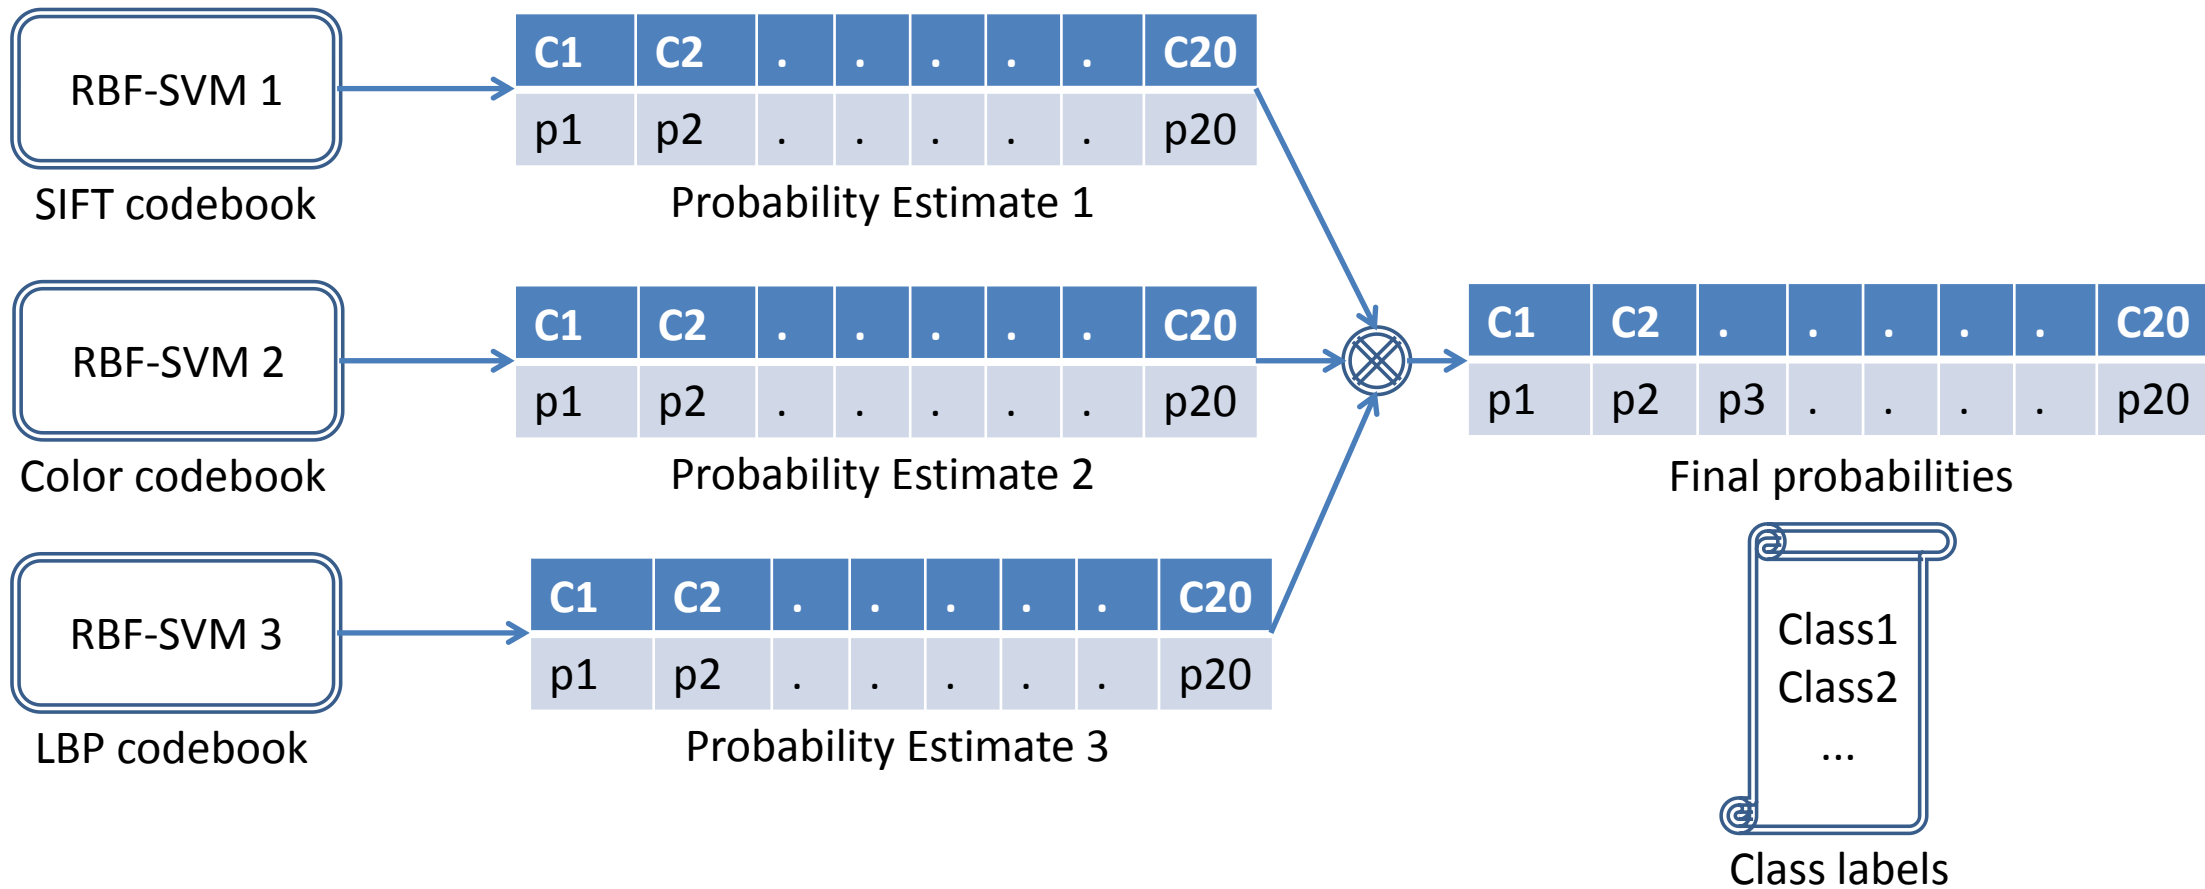 RBF-SVM 1
SIFT codebook
C1 C2 . . . . . C20
p1 p2 . . . . . p20
Probability Estimate 1
RBF-SVM 2
Color codebook
C1 C2 . . . . . C20
p1 p2 . . . . . p20
Probability Estimate 2
RBF-SVM 3
LBP codebook
C1 C2 . . . . . C20
p1 p2 . . . . . p20
Probability Estimate 3
C1 C2 . . . . . C20
p1 p2 p3 . . . . p20
Final probabilities
Class1
Class2
...
Class labels